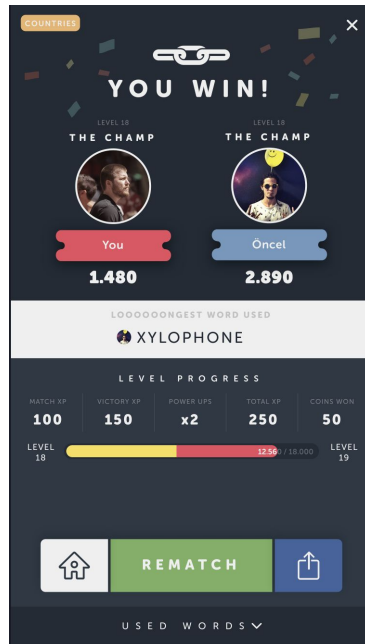 COUNTRIES
YOU WIN!
LEVEL 18
THE CHAMP
LEVEL 18
THE CHAMP
You
Öncel
1.480
2.890
LOOOOOONGEST WORD USED
XYLOPHONE
LEVEL PROGRESS
MATCH XP VICTORY XP POWER UPS TOTAL XP COINS WON
100 150 x2 250 50
LEVEL 18
12.560 / 18.000
LEVEL 19
REMATCH
USED WORDS